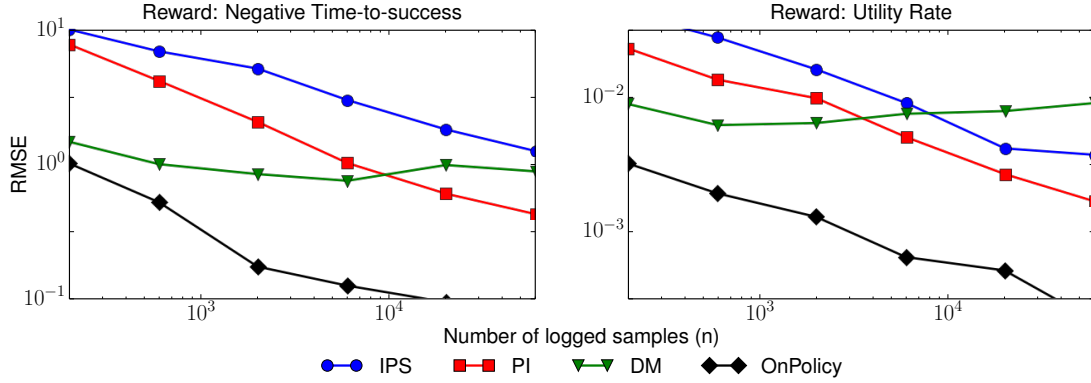 Reward: Negative Time-to-success
Reward: Utility Rate
RMSE
10^1
10^0
10^-1
10^3
10^4
10^-2
10^-3
10^3
10^4
Number of logged samples (n)
IPS PI DM OnPolicy